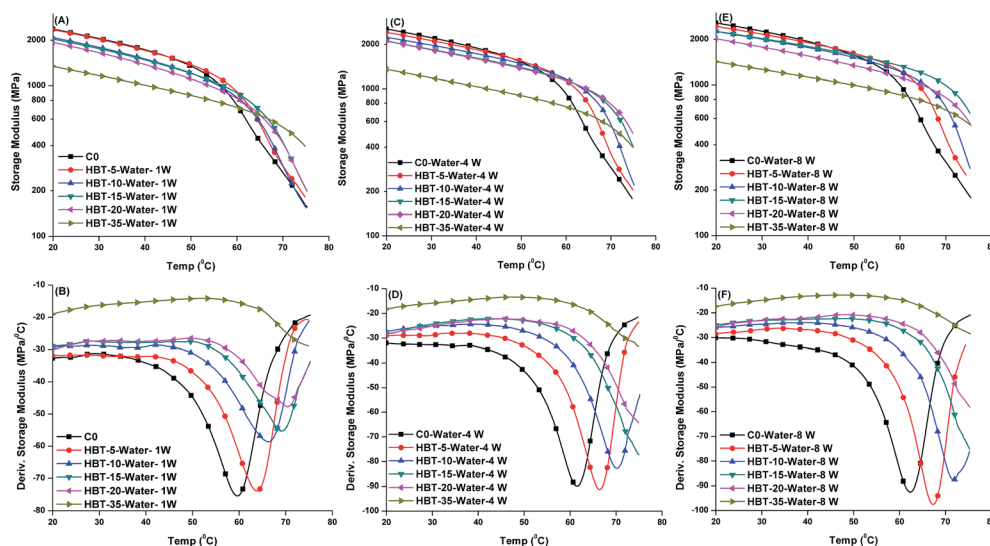 (A)
Storage Modulus (MPa)
2000
1000
800
600
400
200
100
C0
HBT-5-Water- 1W
HBT-10-Water- 1W
HBT-15-Water- 1W
HBT-20-Water- 1W
HBT-35-Water- 1W
20 30 40 50 60 70 80
Temp (⁰C)
(C)
Storage Modulus (MPa)
2000
1000
800
600
400
200
100
C0-Water-4 W
HBT-5-Water-4 W
HBT-10-Water-4 W
HBT-15-Water-4 W
HBT-20-Water-4 W
HBT-35-Water-4 W
20 30 40 50 60 70 80
Temp (⁰C)
(E)
Storage Modulus (MPa)
2000
1000
800
600
400
200
100
C0-Water-8 W
HBT-5-Water-8 W
HBT-10-Water-8 W
HBT-15-Water-8 W
HBT-20-Water-8 W
HBT-35-Water-8 W
20 30 40 50 60 70 80
Temp (⁰C)
(B)
Deriv. Storage Modulus (MPa/⁰C)
-10
-20
-30
-40
-50
-60
-70
-80
C0
HBT-5-Water- 1W
HBT-10-Water- 1W
HBT-15-Water- 1W
HBT-20-Water- 1W
HBT-35-Water- 1W
20 30 40 50 60 70 80
Temp (⁰C)
(D)
Deriv. Storage Modulus (MPa/⁰C)
-10
-20
-30
-40
-50
-60
-70
-80
-90
-100
C0-Water-4 W
HBT-5-Water-4 W
HBT-10-Water-4 W
HBT-15-Water-4 W
HBT-20-Water-4 W
HBT-35-Water-4 W
20 30 40 50 60 70 80
Temp (⁰C)
(F)
Deriv. Storage Modulus (MPa/⁰C)
-10
-20
-30
-40
-50
-60
-70
-80
-90
-100
C0-Water-8 W
HBT-5-Water-8 W
HBT-10-Water-8 W
HBT-15-Water-8 W
HBT-20-Water-8 W
HBT-35-Water-8 W
20 30 40 50 60 70 80
Temp (⁰C)